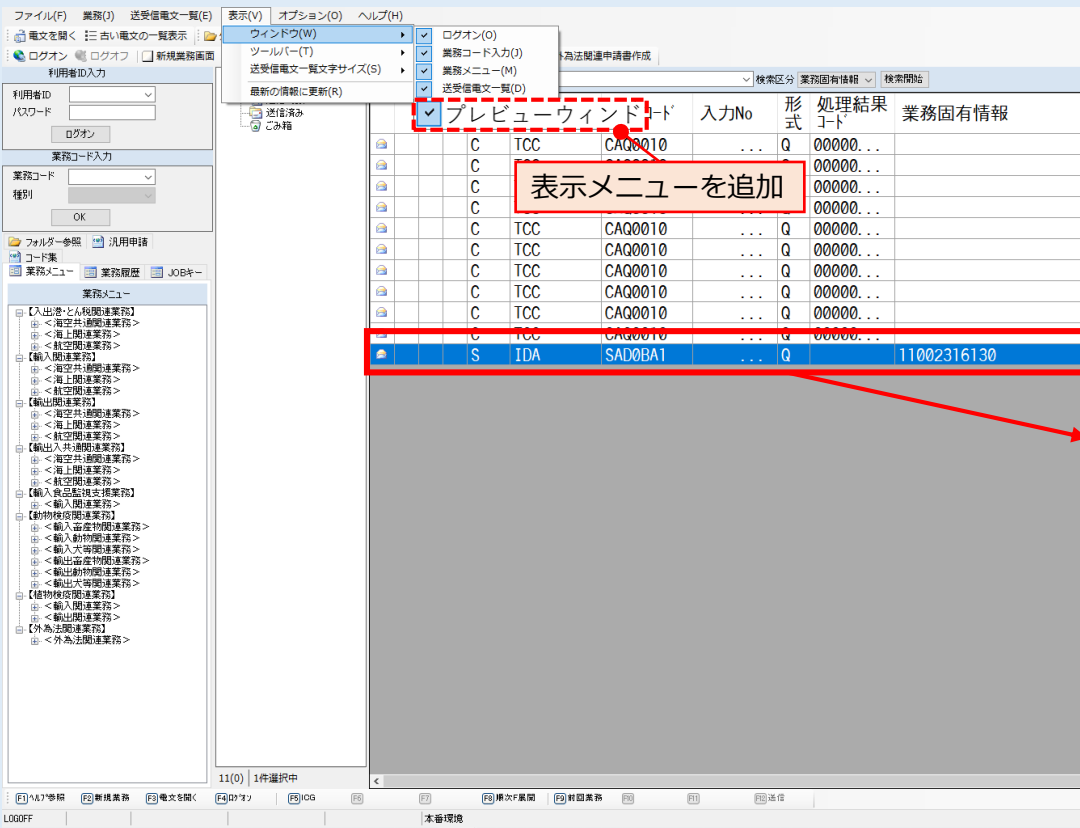 ファイル(F) 業務(J) 送受信電文一覧(E) 表示(V) オプション(O) ヘルプ(H)
電文を開く 古い電文の一覧表示
ログオン ログオフ 新規業務画面
外為法関連申請書作成
ウィンドウ(W)
ツールバー(T)
送受信電文一覧文字サイズ(S)
最新の情報に更新(R)
ログオン(O)
業務コード入力(J)
業務メニュー(M)
送受信電文一覧(D)
プレビューウィンド
検索区分 業務固有情報 検索開始
利用者ID入力
利用者ID
パスワード
ログオン
業務コード入力
業務コード
種別
OK
フォルダー参照 汎用申請
コード集
業務メニュー 業務履歴 JOBキー
業務メニュー
【入出港・とん税関連業務】
<海空共通関連業務>
<海上関連業務>
<航空関連業務>
【輸入関連業務】
<海空共通関連業務>
<海上関連業務>
<航空関連業務>
【輸出関連業務】
<海空共通関連業務>
<海上関連業務>
<航空関連業務>
【輸出入共通関連業務】
<海空共通関連業務>
<海上関連業務>
<航空関連業務>
【輸入食品監視支援業務】
<輸入関連業務>
【動物検疫関連業務】
<輸入畜産物関連業務>
<輸入動物関連業務>
<輸入犬等関連業務>
<輸出畜産物関連業務>
<輸出動物関連業務>
<輸出犬等関連業務>
【植物検疫関連業務】
<輸入関連業務>
<輸出関連業務>
【外為法関連業務】
<外為法関連業務>
送信済み
ごみ箱
コード 入力No 形式 処理結果コード 業務固有情報
C TCC CAQ0010 ... Q 00000...
C 00000...
C 00000...
C 00000...
C TCC CAQ0010 ... Q 00000...
C TCC CAQ0010 ... Q 00000...
C TCC CAQ0010 ... Q 00000...
C TCC CAQ0010 ... Q 00000...
C TCC CAQ0010 ... Q 00000...
C TCC CAQ0010 ... Q 00000...
S IDA SAD0BA1 ... Q 11002316130
表示メニューを追加
11(0) 1件選択中
F1 ヘルプ参照 F2 新規業務 F3 電文を開く F4 ログオン F5 ICG F6 F7 F8 順次F展開 F9 前回業務 F10 F11 F12 送信
LOGOFF 本番環境